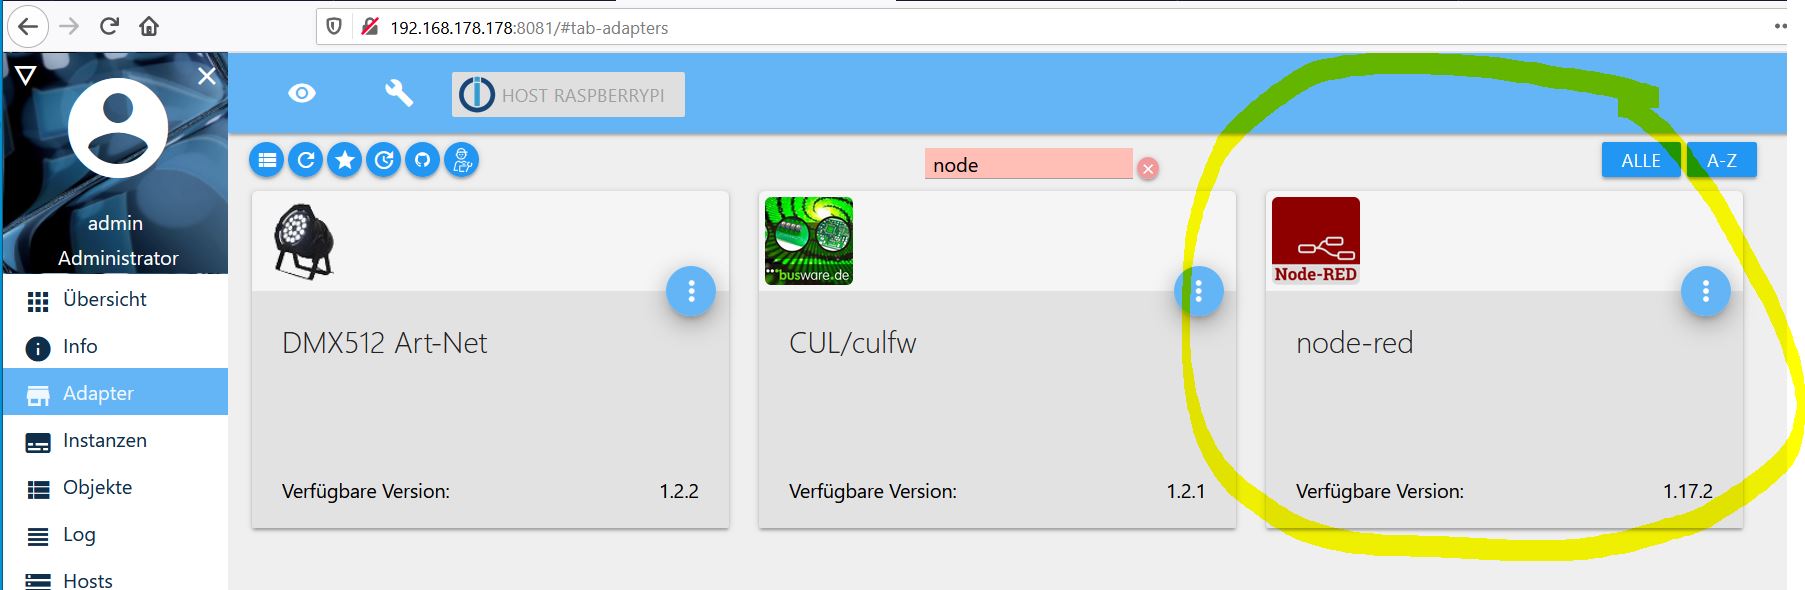 192.168.178.178:8081/#tab-adapters
HOST RASPBERRYPI
admin
Administrator
Übersicht
Info
Adapter
Instanzen
Objekte
Log
Hosts
node
ALLE
A-Z
busware.de
Node-RED
DMX512 Art-Net
CUL/culfw
node-red
Verfügbare Version: 1.2.2
Verfügbare Version: 1.2.1
Verfügbare Version: 1.17.2